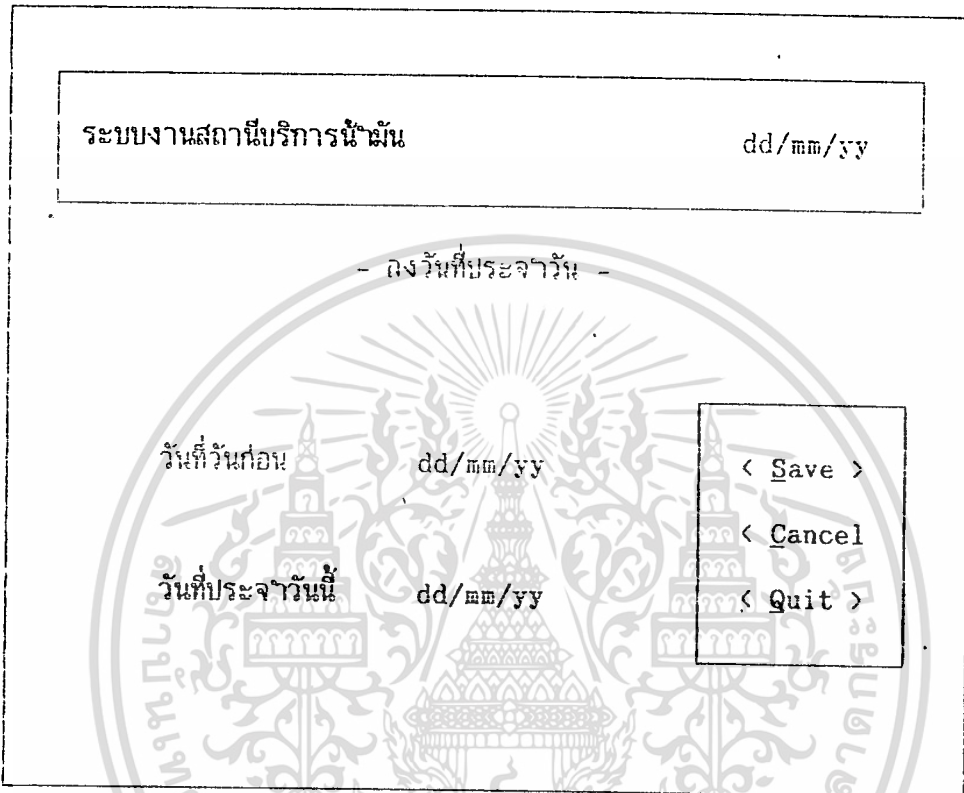 ระบบงานสถานีบริการน้ำมัน dd/mm/yy
- ลงวันที่ประจำวัน -
วันที่วันก่อน dd/mm/yy
< Save >
< Cancel
วันที่ประจำวันนี้ dd/mm/yy
< Quit >